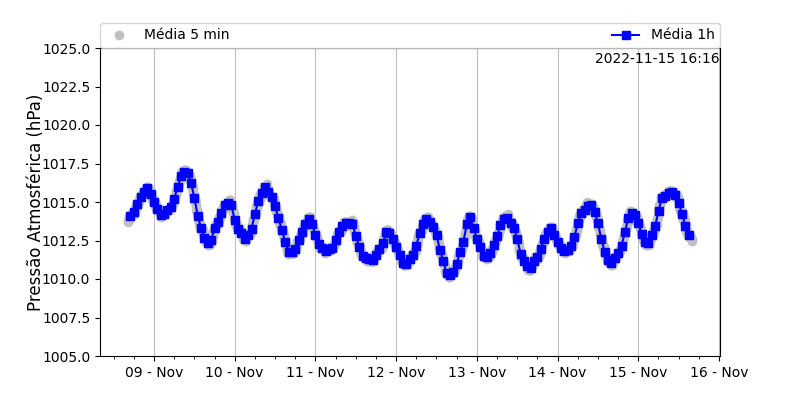 Média 5 min
Média 1h
2022-11-15 16:16
Pressão Atmosférica (hPa)
1025.0
1022.5
1020.0
1017.5
1015.0
1012.5
1010.0
1007.5
1005.0
09 - Nov
10 - Nov
11 - Nov
12 - Nov
13 - Nov
14 - Nov
15 - Nov
16 - Nov